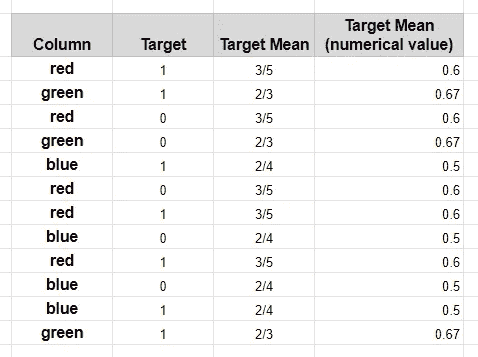 Column Target Target Mean Target Mean (numerical value)
red 1 3/5 0.6
green 1 2/3 0.67
red 0 3/5 0.6
green 0 2/3 0.67
blue 1 2/4 0.5
red 0 3/5 0.6
red 1 3/5 0.6
blue 0 2/4 0.5
red 1 3/5 0.6
blue 0 2/4 0.5
blue 1 2/4 0.5
green 1 2/3 0.67